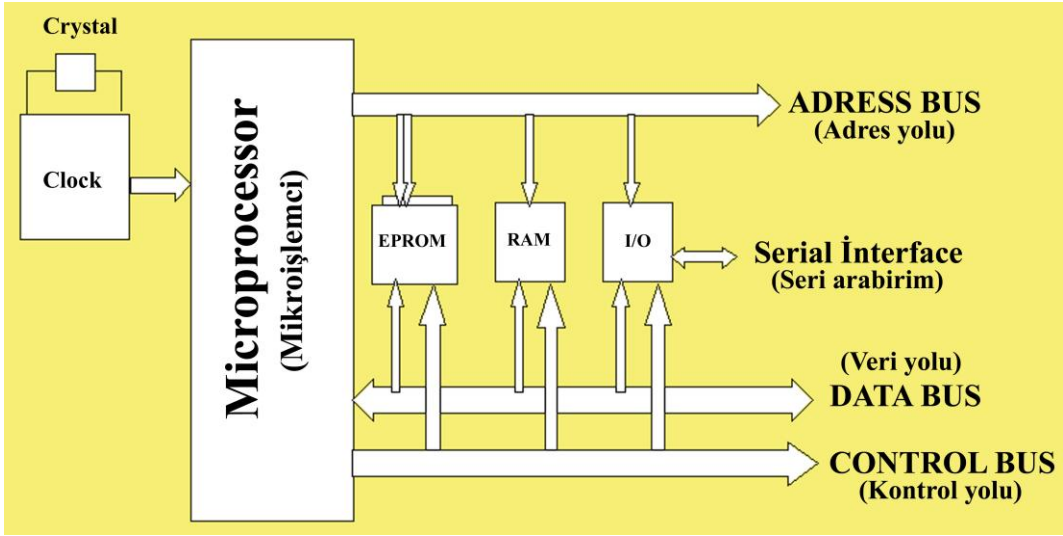 Crystal
Clock
Microprocessor
(Mikroişlemci)
ADRESS BUS
(Adres yolu)
EPROM
RAM
I/O
Serial İnterface
(Seri arabirim)
(Veri yolu)
DATA BUS
CONTROL BUS
(Kontrol yolu)